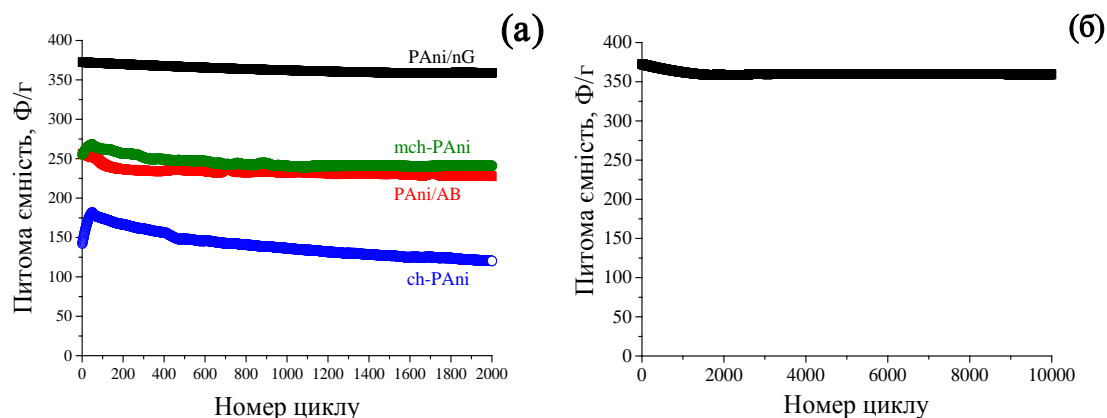 (а)
Питома ємність, Ф/г
400
350
300
250
200
150
100
50
0
PAni/nG
mch-PAni
PAni/AB
ch-PAni
0 200 400 600 800 1000 1200 1400 1600 1800 2000
Номер циклу
(б)
Питома ємність, Ф/г
400
350
300
250
200
150
100
50
0
0 2000 4000 6000 8000 10000
Номер циклу